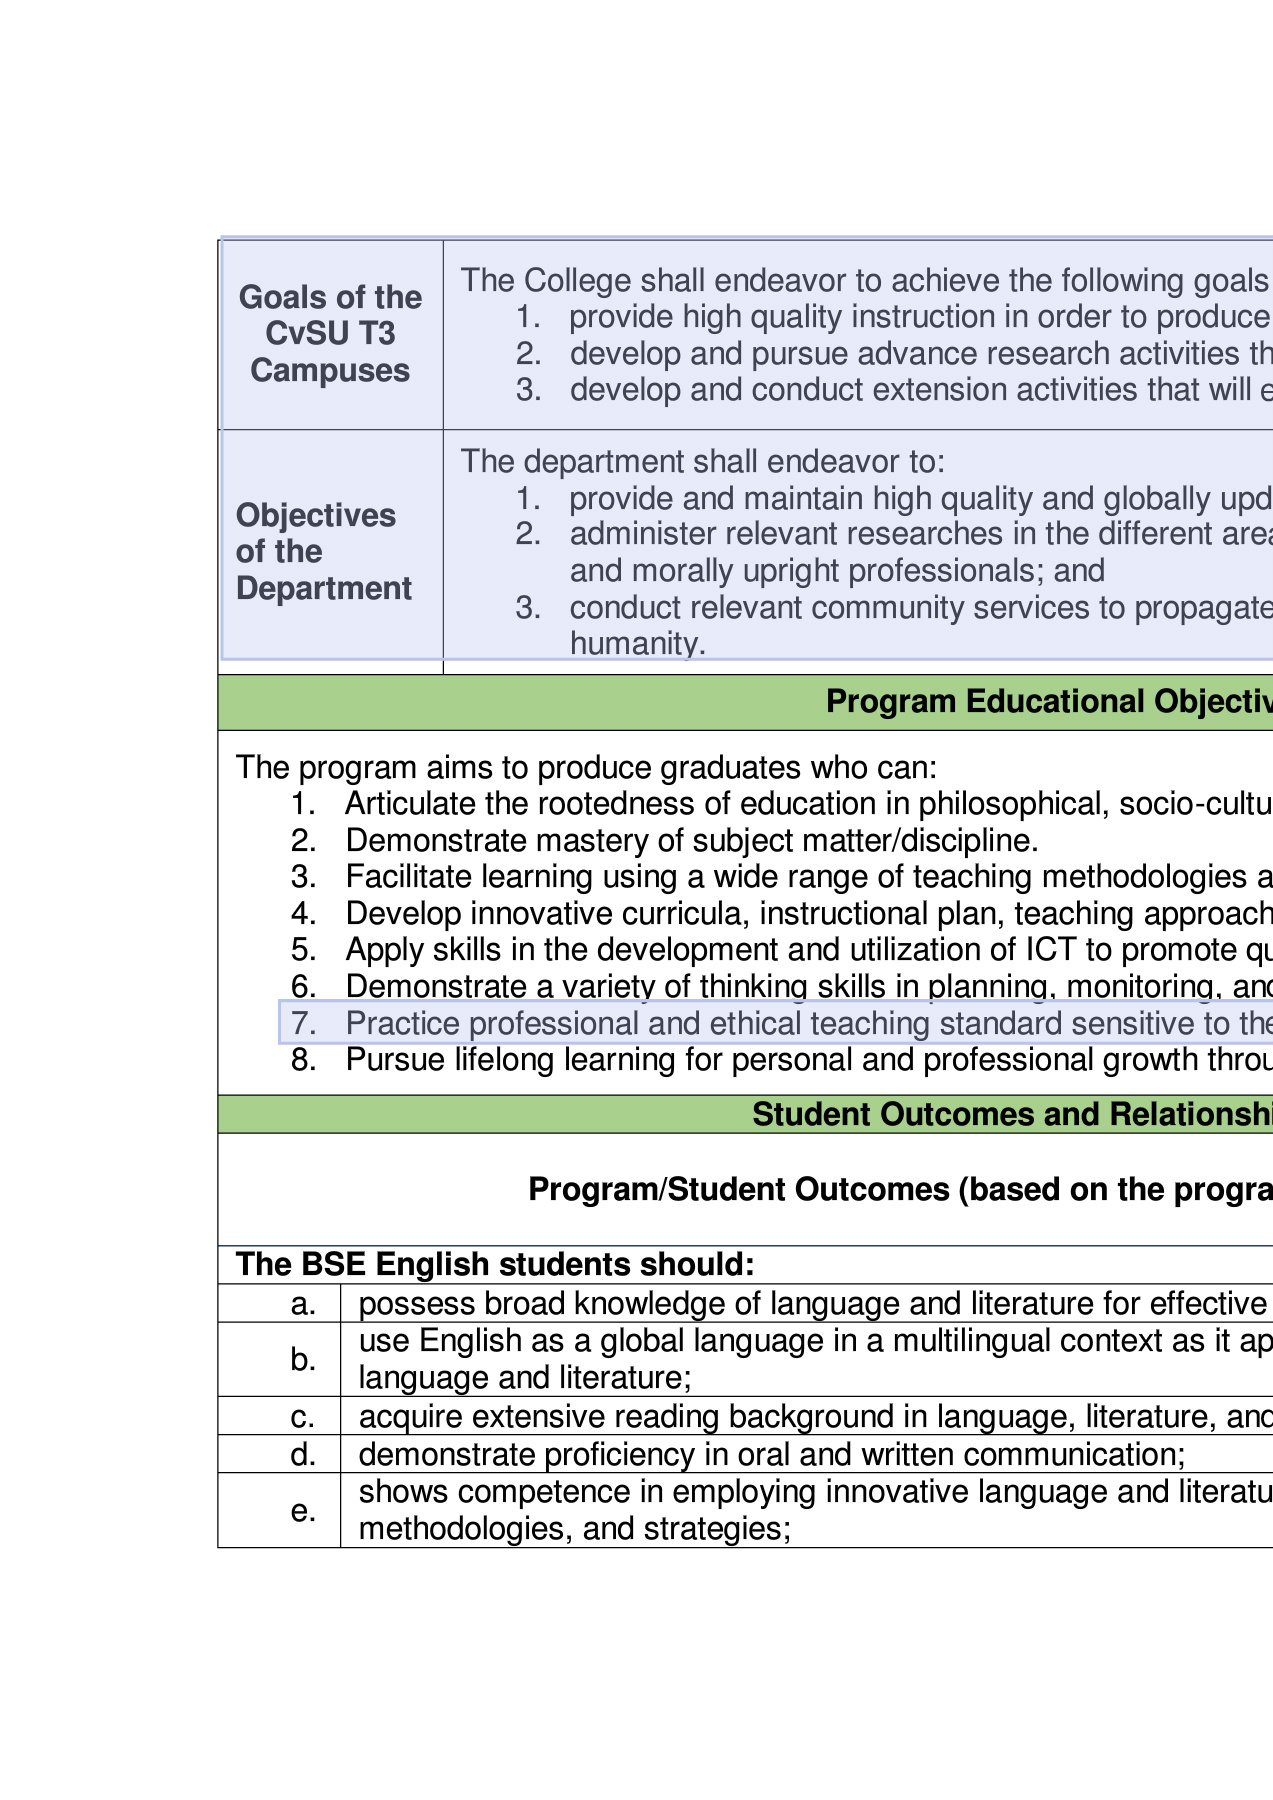 Goals of the
CvSU T3
Campuses
The College shall endeavor to achieve the following goals
1. provide high quality instruction in order to produce
2. develop and pursue advance research activities th
3. develop and conduct extension activities that will e
Objectives
of the
Department
The department shall endeavor to:
1. provide and maintain high quality and globally upd
2. administer relevant researches in the different area
and morally upright professionals; and
3. conduct relevant community services to propagate
humanity.
Program Educational Objectiv
The program aims to produce graduates who can:
1. Articulate the rootedness of education in philosophical, socio-cultu
2. Demonstrate mastery of subject matter/discipline.
3. Facilitate learning using a wide range of teaching methodologies a
4. Develop innovative curricula, instructional plan, teaching approach
5. Apply skills in the development and utilization of ICT to promote qu
6. Demonstrate a variety of thinking skills in planning, monitoring, and
7. Practice professional and ethical teaching standard sensitive to the
8. Pursue lifelong learning for personal and professional growth throu
Student Outcomes and Relationshi
Program/Student Outcomes (based on the progra
The BSE English students should:
a. possess broad knowledge of language and literature for effective
b. use English as a global language in a multilingual context as it ap
language and literature;
c. acquire extensive reading background in language, literature, and
d. demonstrate proficiency in oral and written communication;
e. shows competence in employing innovative language and literatu
methodologies, and strategies;